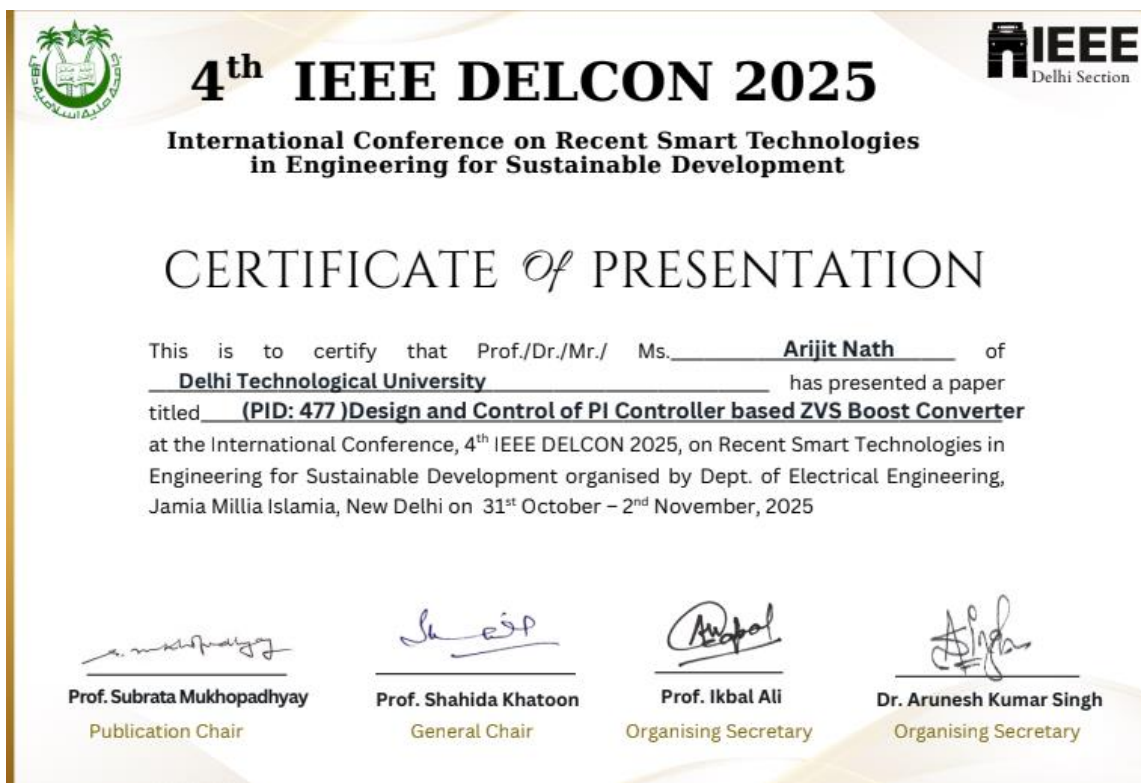 IEEE
Delhi Section
4th IEEE DELCON 2025
International Conference on Recent Smart Technologies
in Engineering for Sustainable Development
CERTIFICATE Of PRESENTATION
This is to certify that Prof./Dr./Mr./ Ms. Arijit Nath of
Delhi Technological University has presented a paper
titled (PID: 477 )Design and Control of PI Controller based ZVS Boost Converter
at the International Conference, 4th IEEE DELCON 2025, on Recent Smart Technologies in
Engineering for Sustainable Development organised by Dept. of Electrical Engineering,
Jamia Millia Islamia, New Delhi on 31st October – 2nd November, 2025
Prof. Subrata Mukhopadhyay
Publication Chair
Prof. Shahida Khatoon
General Chair
Prof. Ikbal Ali
Organising Secretary
Dr. Arunesh Kumar Singh
Organising Secretary